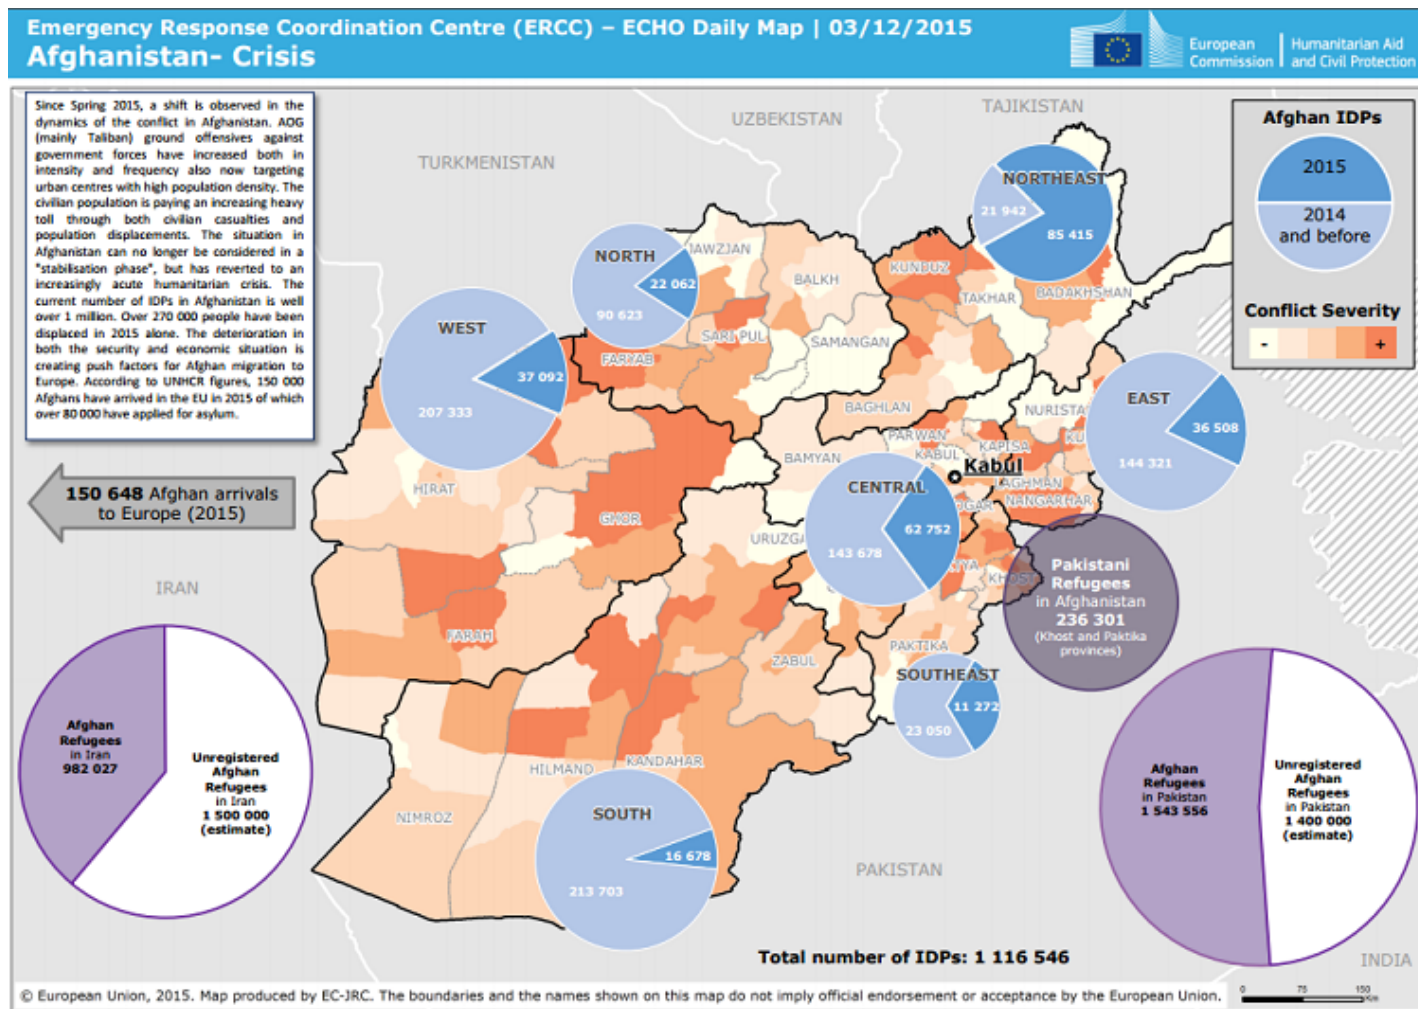 Emergency Response Coordination Centre (ERCC) – ECHO Daily Map | 03/12/2015
Afghanistan- Crisis
European
Commission
Humanitarian Aid
and Civil Protection
Since Spring 2015, a shift is observed in the
dynamics of the conflict in Afghanistan. AOG
(mainly Taliban) ground offensives against
government forces have increased both in
intensity and frequency also now targeting
urban centres with high population density. The
civilian population is paying an increasing heavy
toll through both civilian casualties and
population displacements. The situation in
Afghanistan can no longer be considered in a
"stabilisation phase", but has reverted to an
increasingly acute humanitarian crisis. The
current number of IDPs in Afghanistan is well
over 1 million. Over 270 000 people have been
displaced in 2015 alone. The deterioration in
both the security and economic situation is
creating push factors for Afghan migration to
Europe. According to UNHCR figures, 150 000
Afghans have arrived in the EU in 2015 of which
over 80 000 have applied for asylum.
TURKMENISTAN
UZBEKISTAN
TAJIKISTAN
Afghan IDPs
2015
2014
and before
Conflict Severity
- +
NORTHEAST
21 942
85 415
NORTH
22 062
90 623
JAWZJAN
BALKH
KUNDUZ
TAKHAR
BADAKHSHAN
WEST
37 092
207 333
FARYAB
SARI PUL
SAMANGAN
BAGHLAN
NURISTA
EAST
36 508
144 321
PARWAN
KABUL
KAPISA
KU
Kabul
BAMYAN
LAGHMAN
NANGARHAR
OGAR
CENTRAL
62 752
143 678
HIRAT
GHOR
URUZGA
150 648 Afghan arrivals
to Europe (2015)
IRAN
YA
KHOST
Pakistani
Refugees
in Afghanistan
236 301
(Khost and Paktika
provinces)
FARAH
ZABUL
PAKTIKA
SOUTHEAST
11 272
23 050
Afghan
Refugees
in Iran
982 027
Unregistered
Afghan
Refugees
in Iran
1 500 000
(estimate)
HILMAND
KANDAHAR
NIMROZ
SOUTH
16 678
213 703
Afghan
Refugees
in Pakistan
1 543 556
Unregistered
Afghan
Refugees
in Pakistan
1 400 000
(estimate)
PAKISTAN
INDIA
Total number of IDPs: 1 116 546
© European Union, 2015. Map produced by EC-JRC. The boundaries and the names shown on this map do not imply official endorsement or acceptance by the European Union.
0 75 150
Km